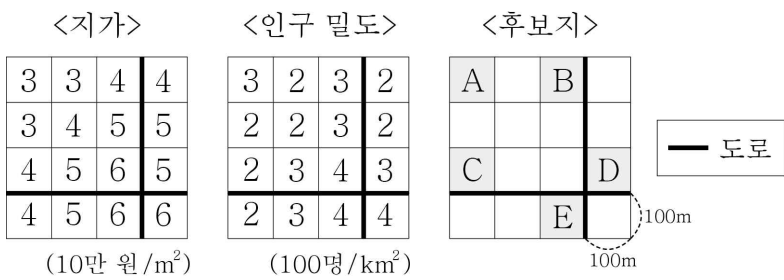 <지가> <인구 밀도> <후보지>
3 3 4 4 3 2 3 2 A B
3 4 5 5 2 2 3 2
4 5 6 5 2 3 4 3 C D
4 5 6 6 2 3 4 4 E
도로
100m
100m
(10만 원/m²) (100명/km²)